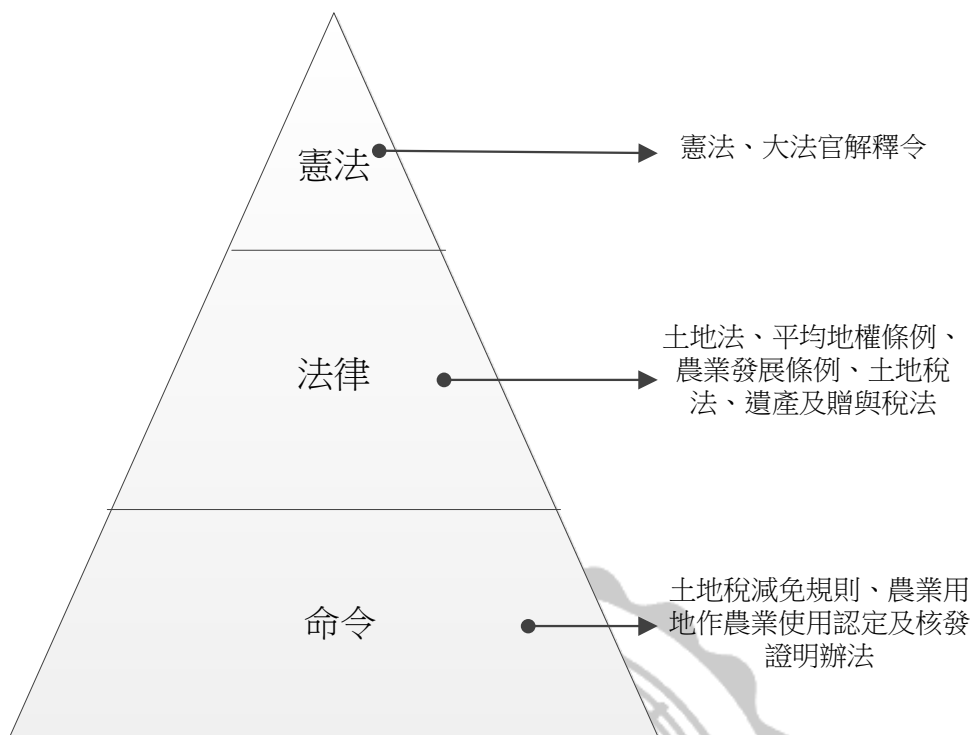 憲法
憲法、大法官解釋令
法律
土地法、平均地權條例、
農業發展條例、土地稅
法、遺產及贈與稅法
命令
土地稅減免規則、農業用
地作農業使用認定及核發
證明辦法